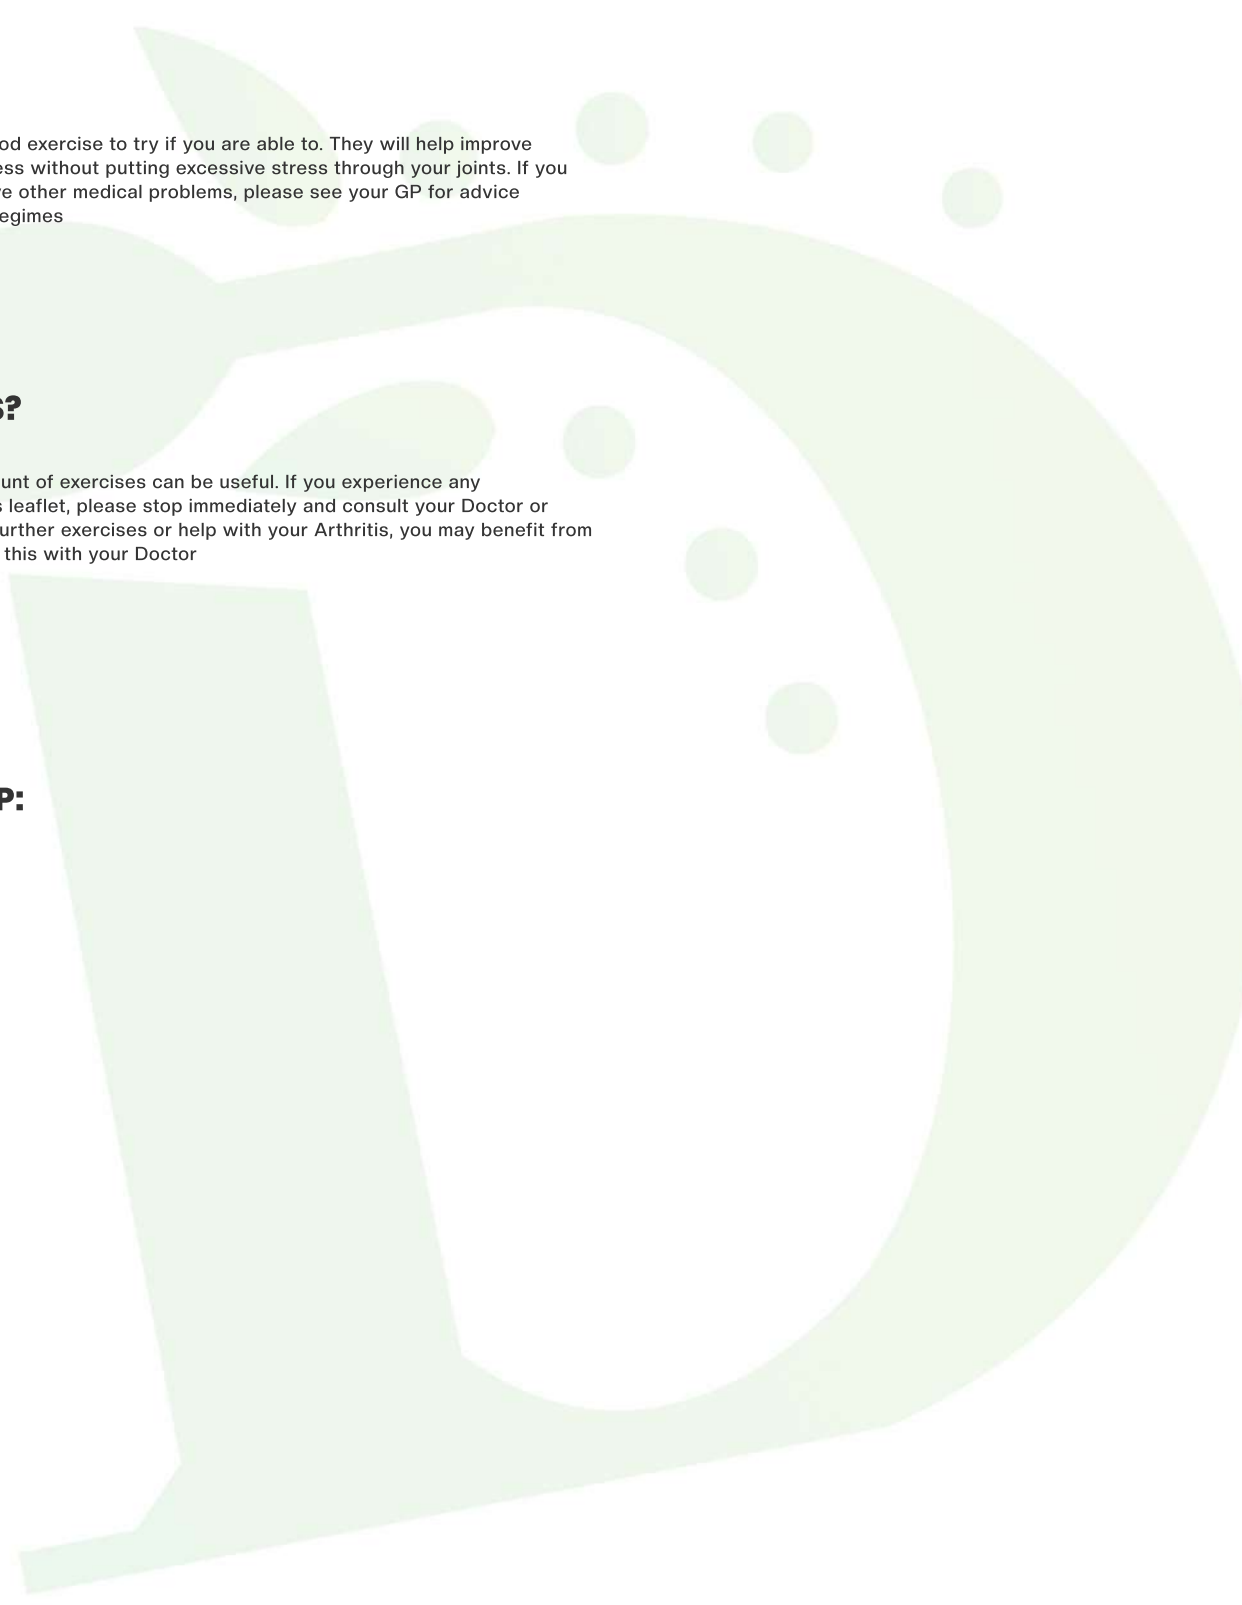 od exercise to try if you are able to. They will help improve
ess without putting excessive stress through your joints. If you
ve other medical problems, please see your GP for advice
egimes
S?
unt of exercises can be useful. If you experience any
s leaflet, please stop immediately and consult your Doctor or
urther exercises or help with your Arthritis, you may benefit from
this with your Doctor
P: